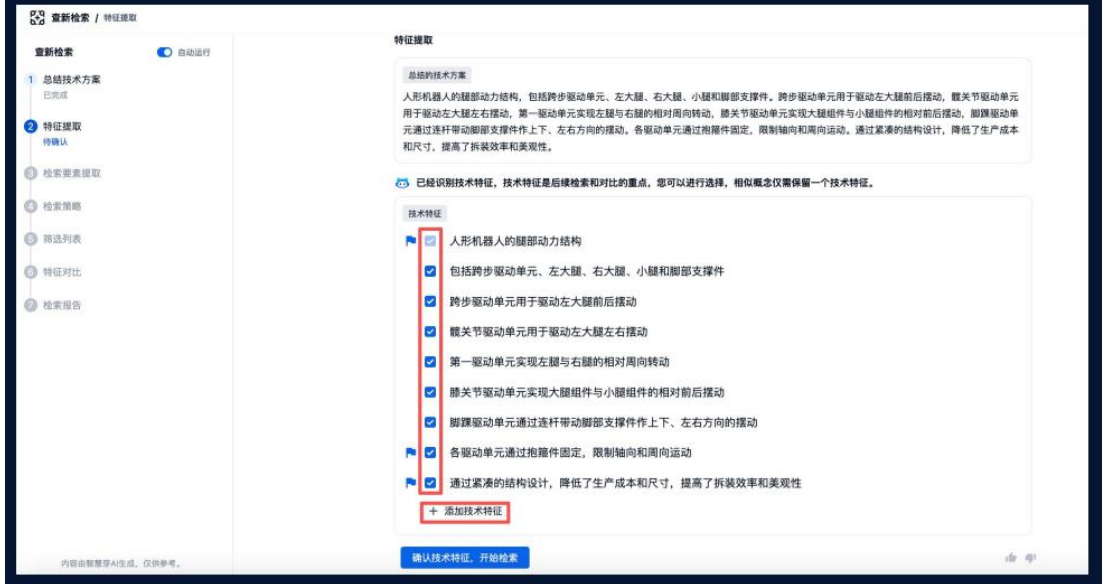 查新检索 / 特征提取
查新检索 自动运行
1 总结技术方案
已完成
2 特征提取
待确认
3 检索要素提取
4 检索策略
5 筛选列表
6 特征对比
7 检索报告
内容由智慧芽AI生成，仅供参考。
特征提取
总结的技术方案
人形机器人的腿部动力结构，包括跨步驱动单元、左大腿、右大腿、小腿和脚部支撑件。跨步驱动单元用于驱动左大腿前后摆动，髋关节驱动单元
用于驱动左大腿左右摆动，第一驱动单元实现左腿与右腿的相对周向转动，膝关节驱动单元实现大腿组件与小腿组件的相对前后摆动，脚踝驱动单
元通过连杆带动脚部支撑件作上下、左右方向的摆动。各驱动单元通过抱箍件固定，限制轴向和周向运动。通过紧凑的结构设计，降低了生产成本
和尺寸，提高了拆装效率和美观性。
已经识别技术特征，技术特征是后续检索和对比的重点，您可以进行选择，相似概念仅需保留一个技术特征。
技术特征
人形机器人的腿部动力结构
包括跨步驱动单元、左大腿、右大腿、小腿和脚部支撑件
跨步驱动单元用于驱动左大腿前后摆动
髋关节驱动单元用于驱动左大腿左右摆动
第一驱动单元实现左腿与右腿的相对周向转动
膝关节驱动单元实现大腿组件与小腿组件的相对前后摆动
脚踝驱动单元通过连杆带动脚部支撑件作上下、左右方向的摆动
各驱动单元通过抱箍件固定，限制轴向和周向运动
通过紧凑的结构设计，降低了生产成本和尺寸，提高了拆装效率和美观性
+ 添加技术特征
确认技术特征，开始检索